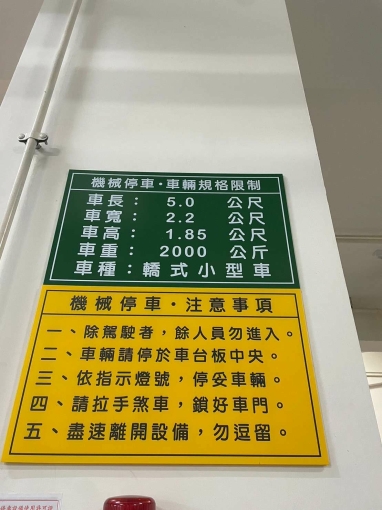 機械停車・車輛規格限制
車長： 5.0 公尺
車寬： 2.2 公尺
車高： 1.85 公尺
車重： 2000 公斤
車種：轎式小型車
機械停車・注意事項
一、除駕駛者，餘人員勿進入。
二、車輛請停於車台板中央。
三、依指示燈號，停妥車輛。
四、請拉手煞車，鎖好車門。
五、盡速離開設備，勿逗留。